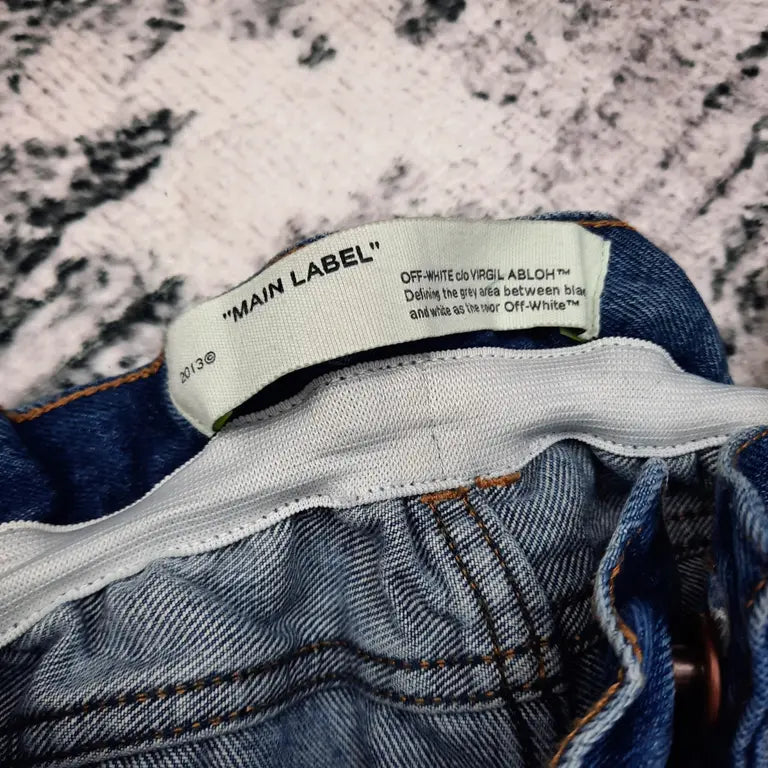 "MAIN LABEL"
OFF-WHITE c/o VIRGIL ABLOH™
Defining the grey area between
and white as the color Off-White™
2013©